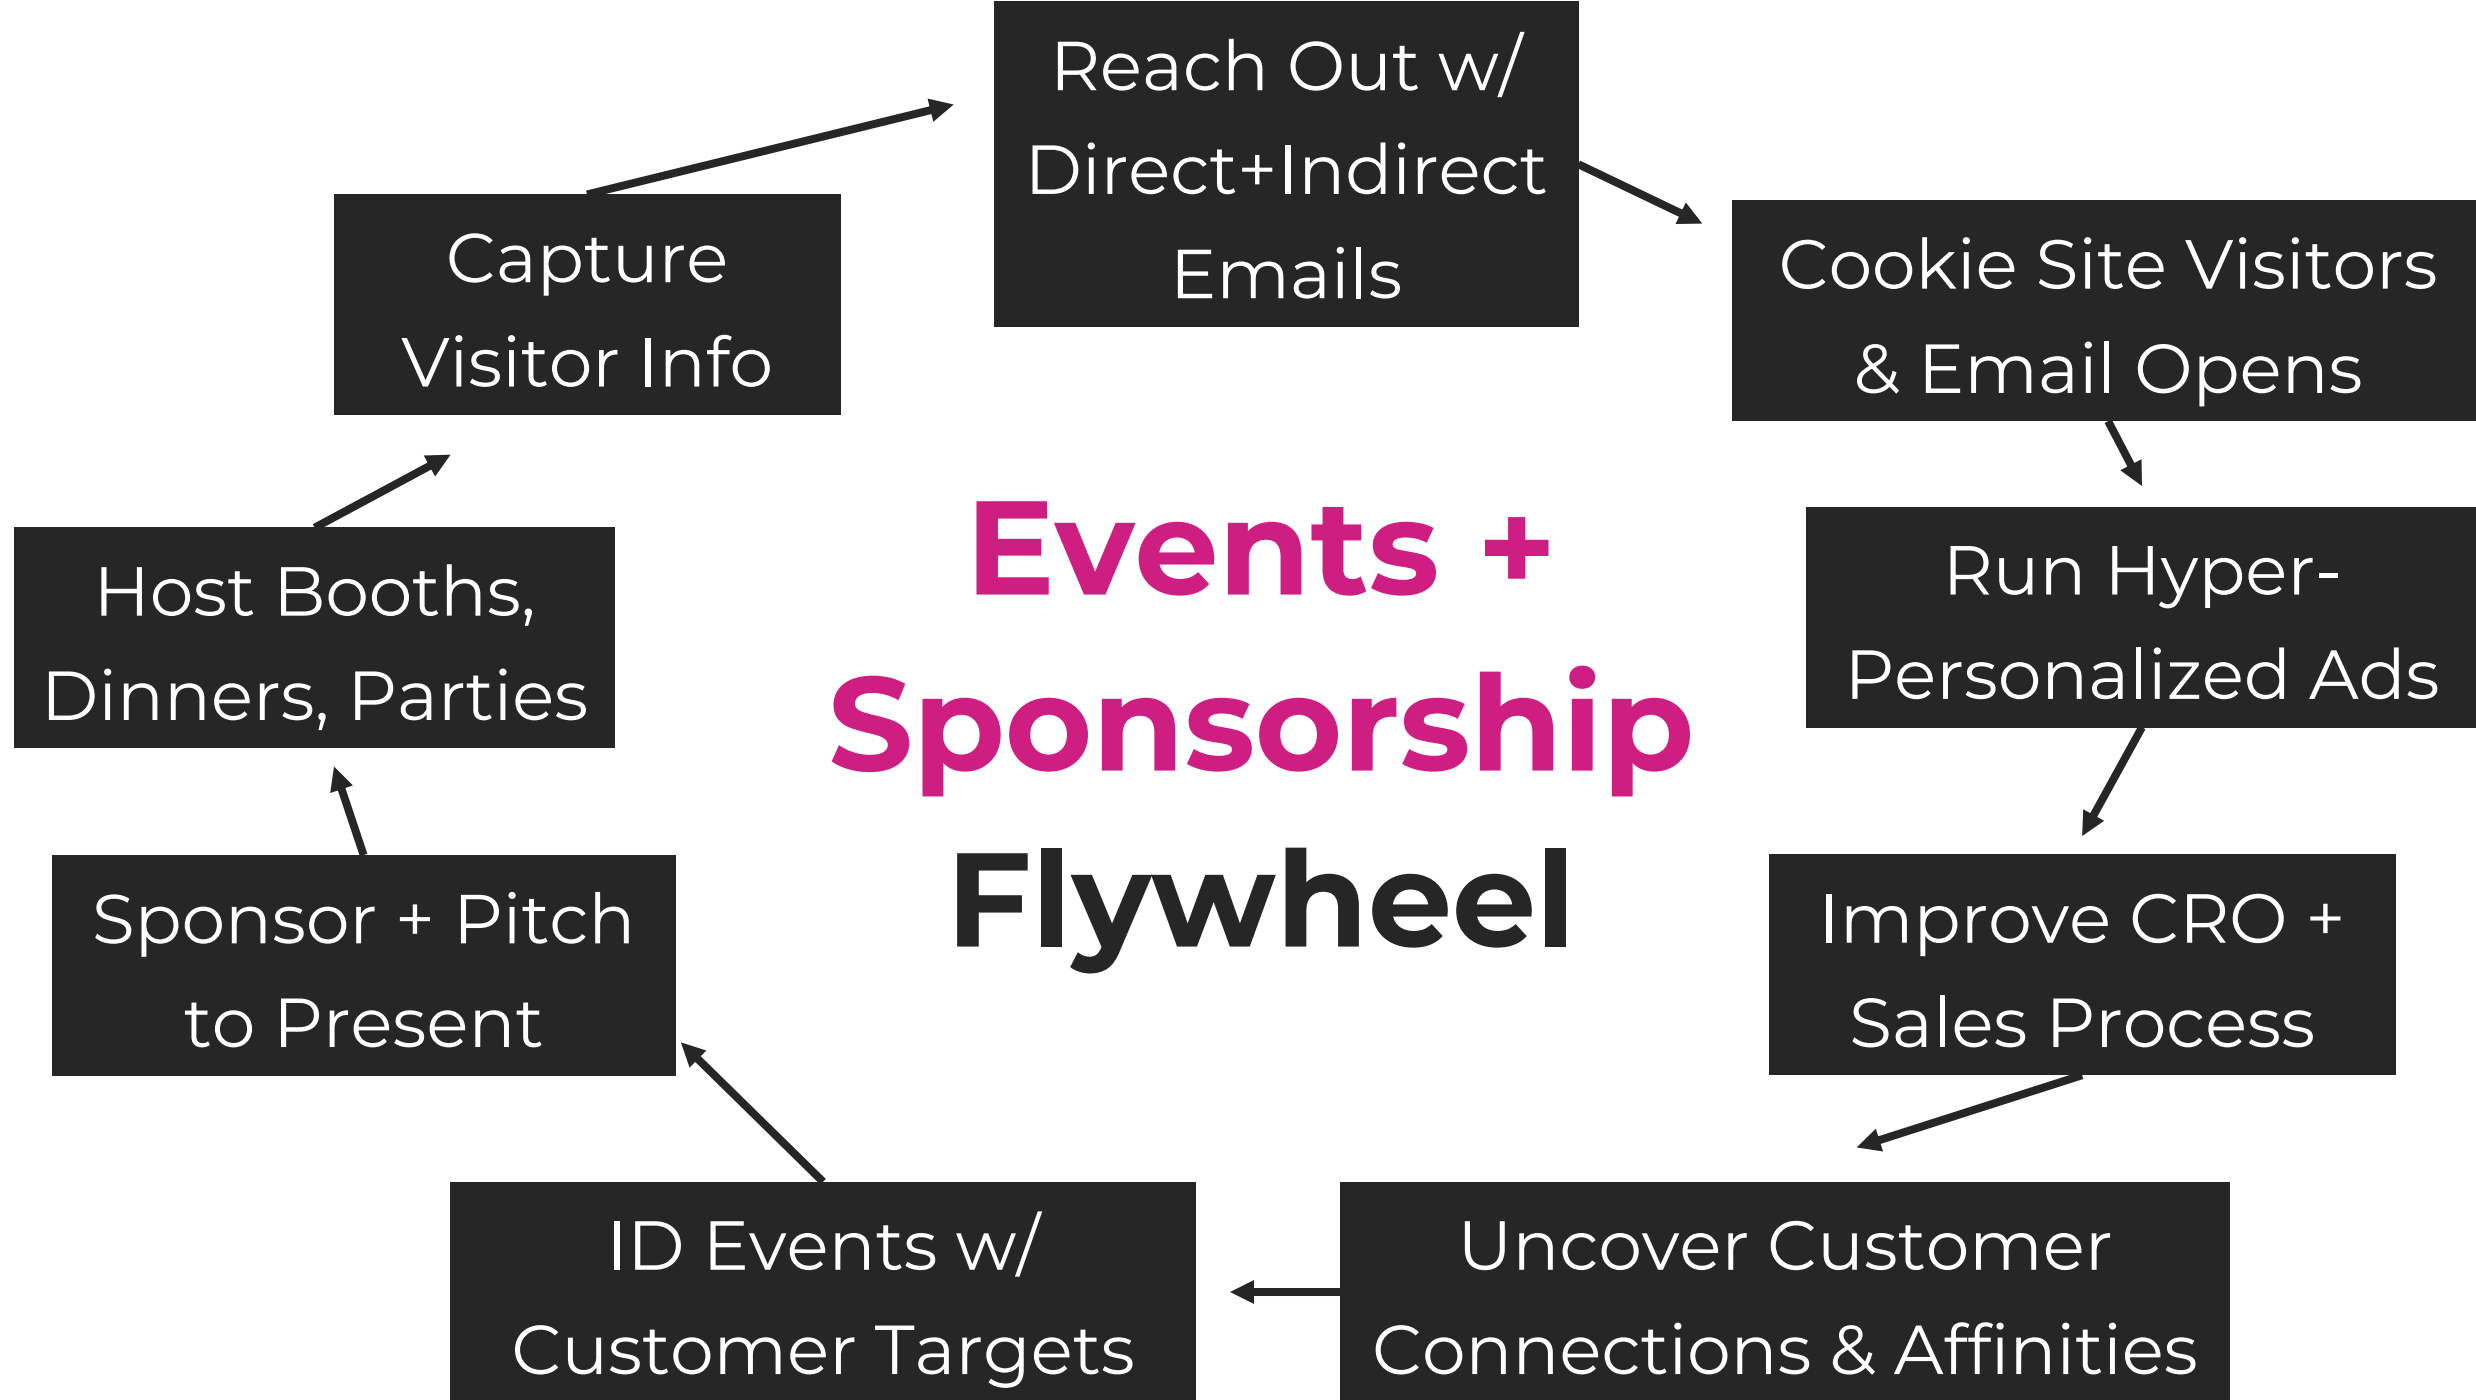 Reach Out w/
Direct+Indirect
Emails
Cookie Site Visitors
& Email Opens
Run Hyper-
Personalized Ads
Improve CRO +
Sales Process
Uncover Customer
Connections & Affinities
ID Events w/
Customer Targets
Sponsor + Pitch
to Present
Host Booths,
Dinners, Parties
Capture
Visitor Info
Events +
Sponsorship
Flywheel